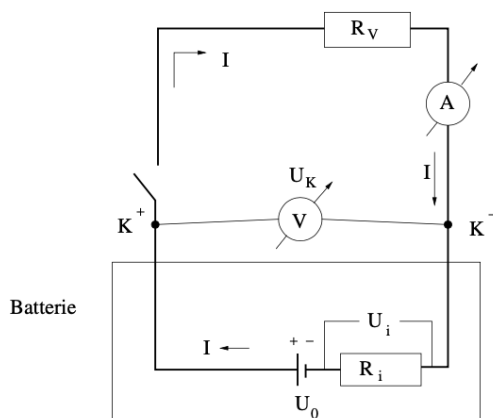 R_V
I
A
I
U_K
K⁺
V
K⁻
Batterie
U_i
I
+ -
R_i
U_0